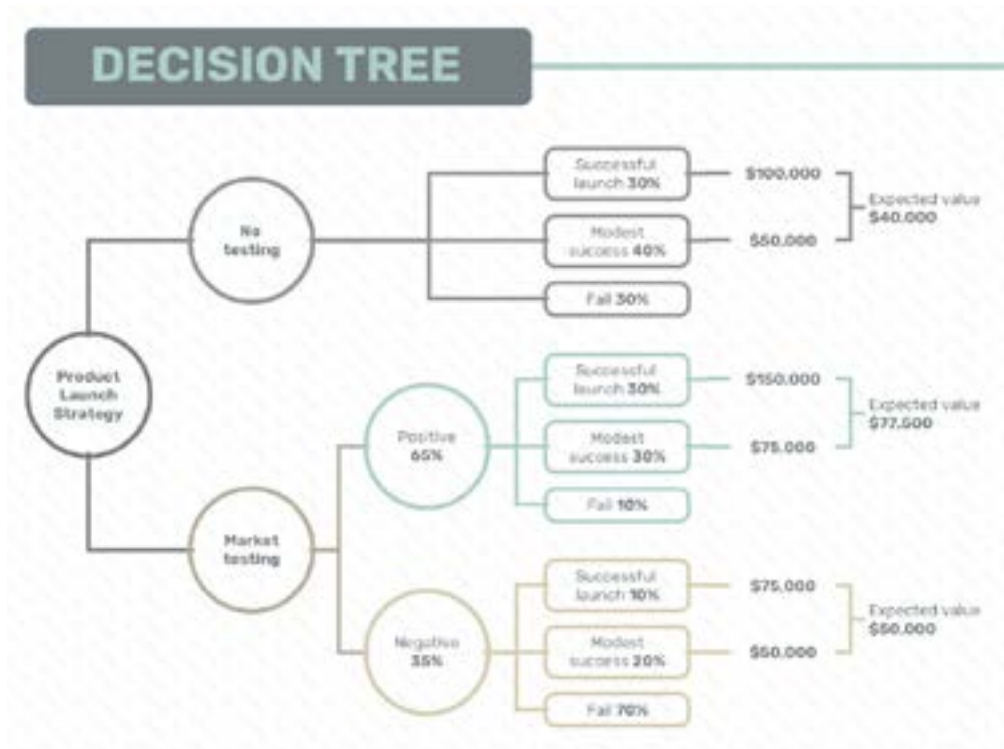 DECISION TREE
Successful
launch 30%
$100,000
Expected value
$40,000
No
testing
Modest
success 40%
$50,000
Fail 30%
Product
Launch
Strategy
Successful
launch 30%
$150,000
Expected value
$77,500
Positive
65%
Modest
success 30%
$75,000
Fail 10%
Market
testing
Successful
launch 10%
$75,000
Expected value
$50,000
Negative
35%
Modest
success 20%
$50,000
Fail 70%